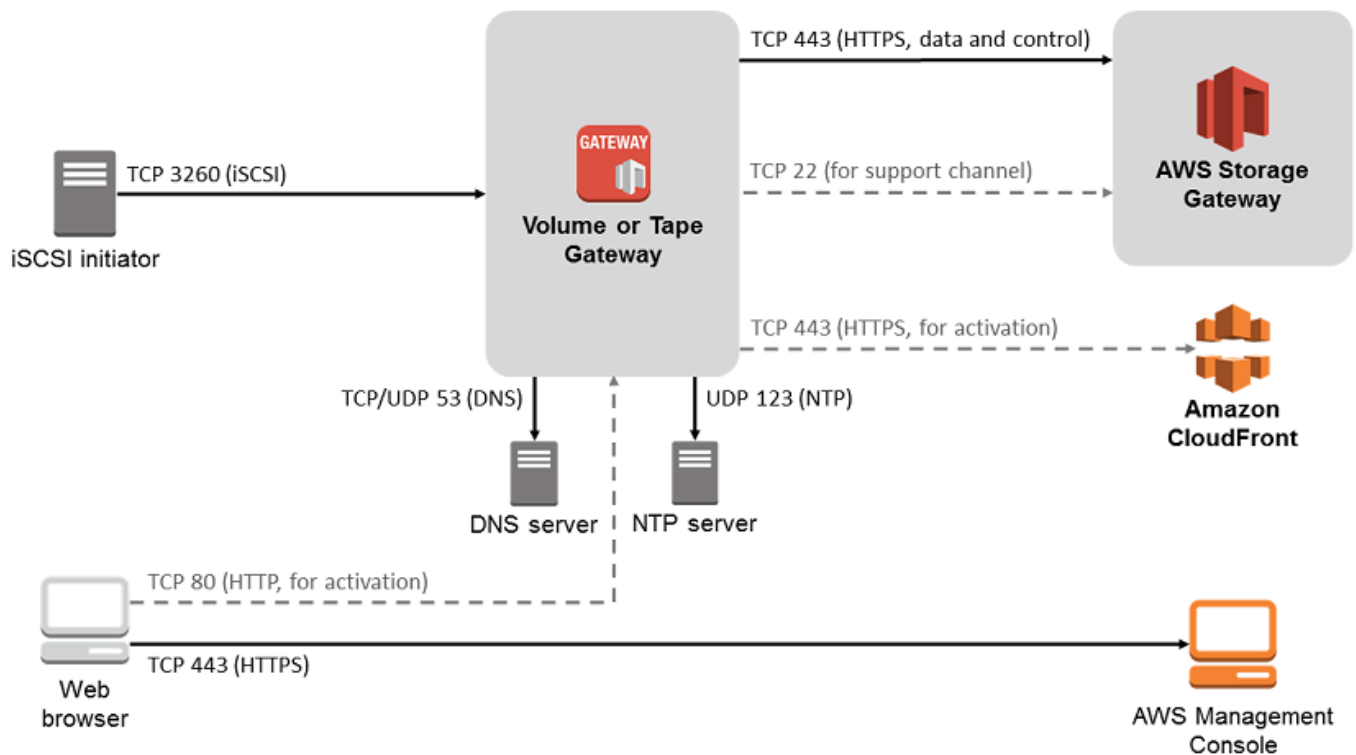 TCP 443 (HTTPS, data and control)
GATEWAY
TCP 3260 (iSCSI)
TCP 22 (for support channel)
AWS Storage
Gateway
Volume or Tape
Gateway
iSCSI initiator
TCP 443 (HTTPS, for activation)
TCP/UDP 53 (DNS)
UDP 123 (NTP)
Amazon
CloudFront
DNS server
NTP server
TCP 80 (HTTP, for activation)
TCP 443 (HTTPS)
Web
browser
AWS Management
Console